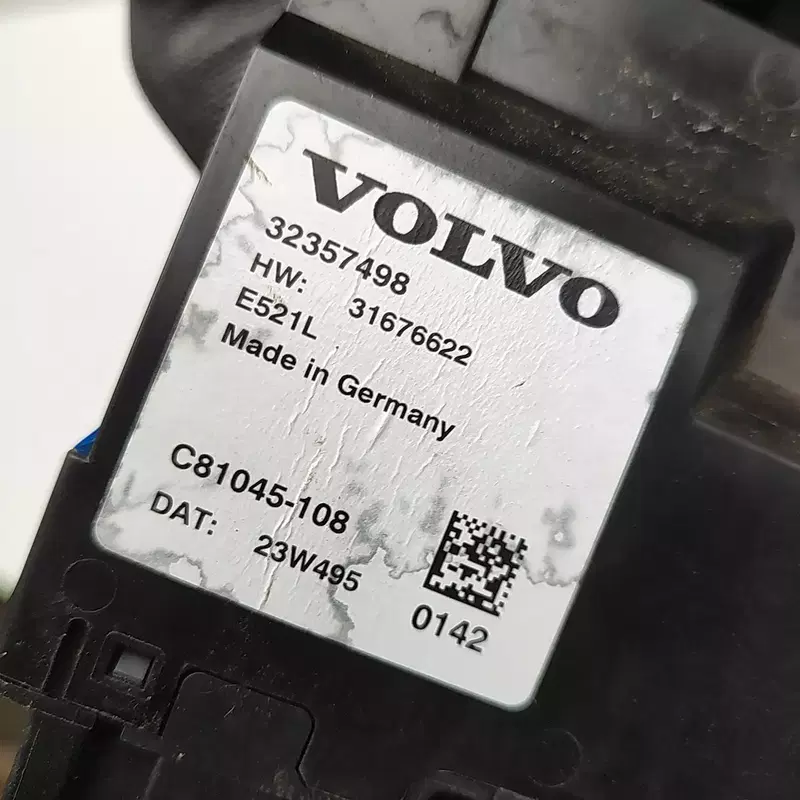 VOLVO
32357498
HW: 31676622
E521L
Made in Germany
C81045-108
DAT: 23W495
0142